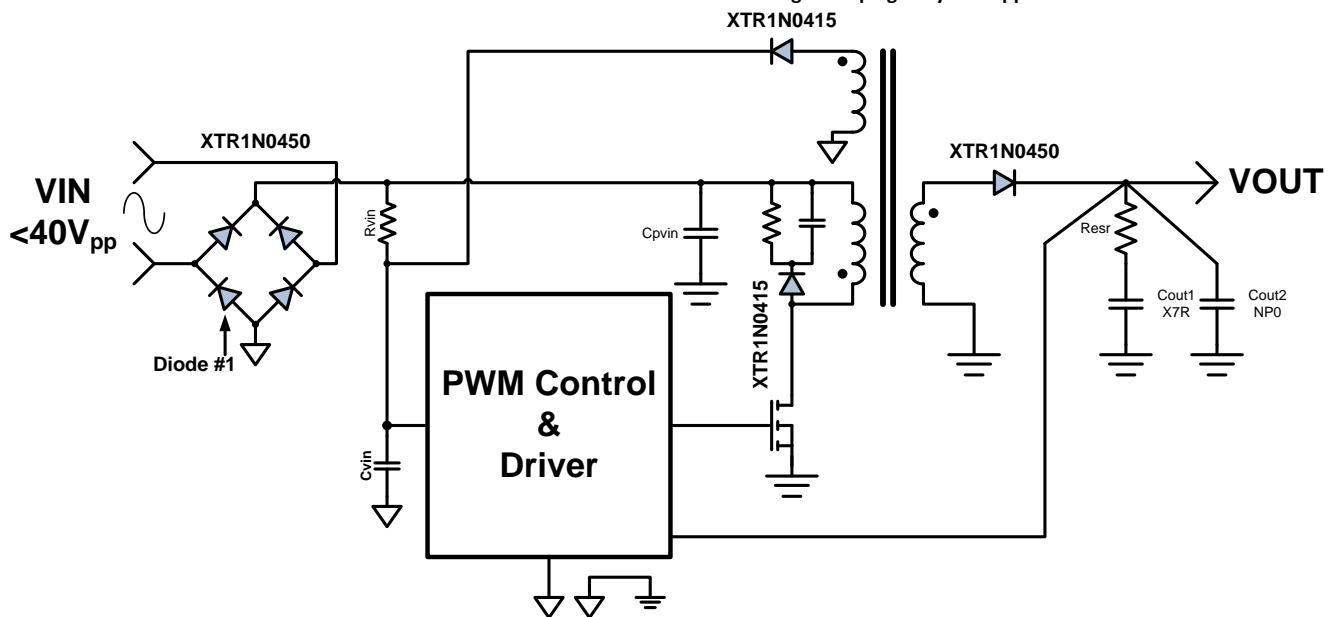 XTR1N0415
XTR1N0450
VIN
<40Vpp
Rvin
Cpvin
XTR1N0450
VOUT
Resr
Cout1
X7R
Cout2
NP0
XTR1N0415
Diode #1
PWM Control
&
Driver
Cvin